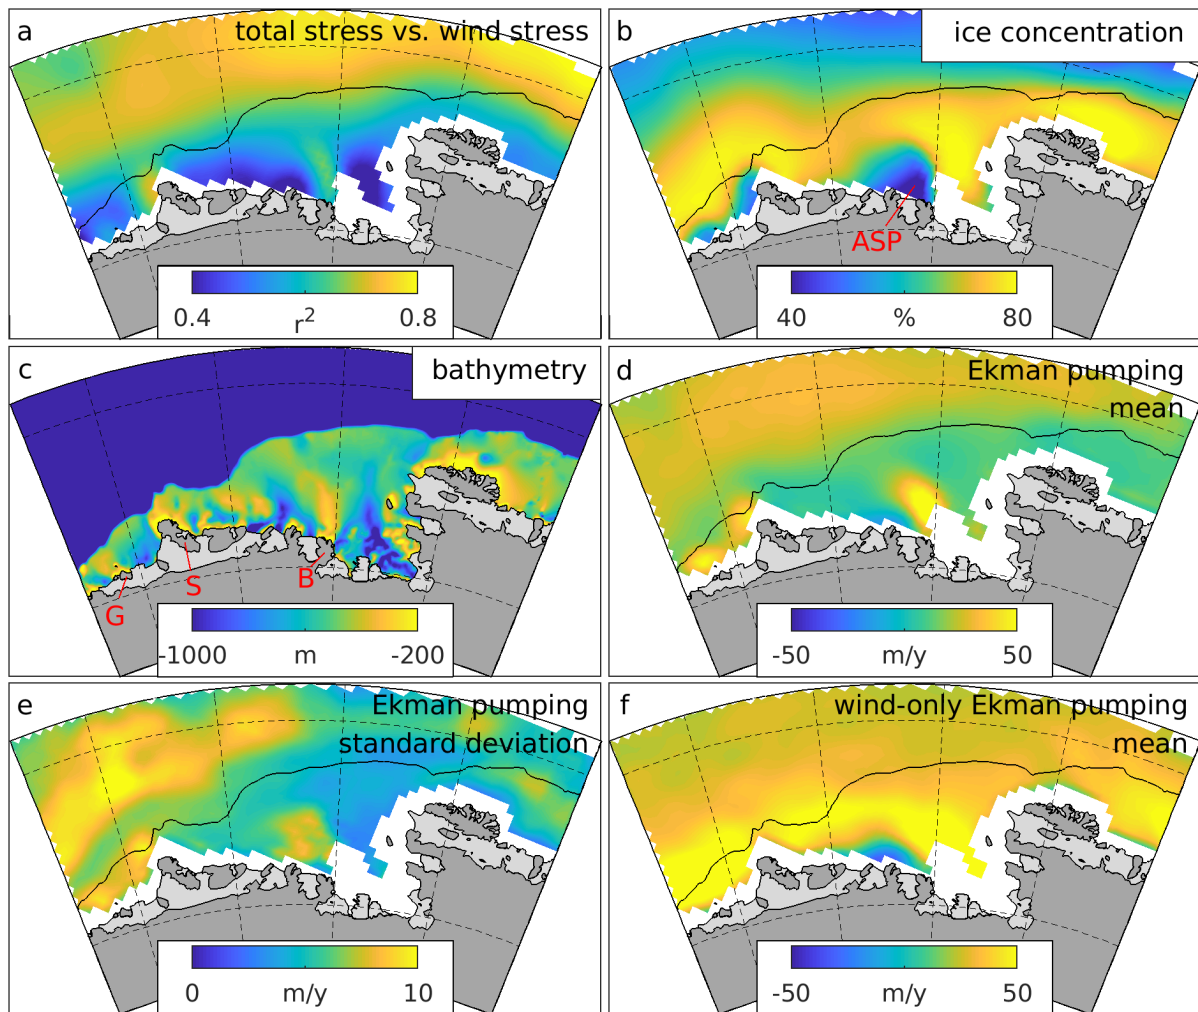 a
total stress vs. wind stress
0.4 r² 0.8
b
ice concentration
ASP
40 % 80
c
bathymetry
G
S
B
-1000 m -200
d
Ekman pumping
mean
-50 m/y 50
e
Ekman pumping
standard deviation
0 m/y 10
f
wind-only Ekman pumping
mean
-50 m/y 50